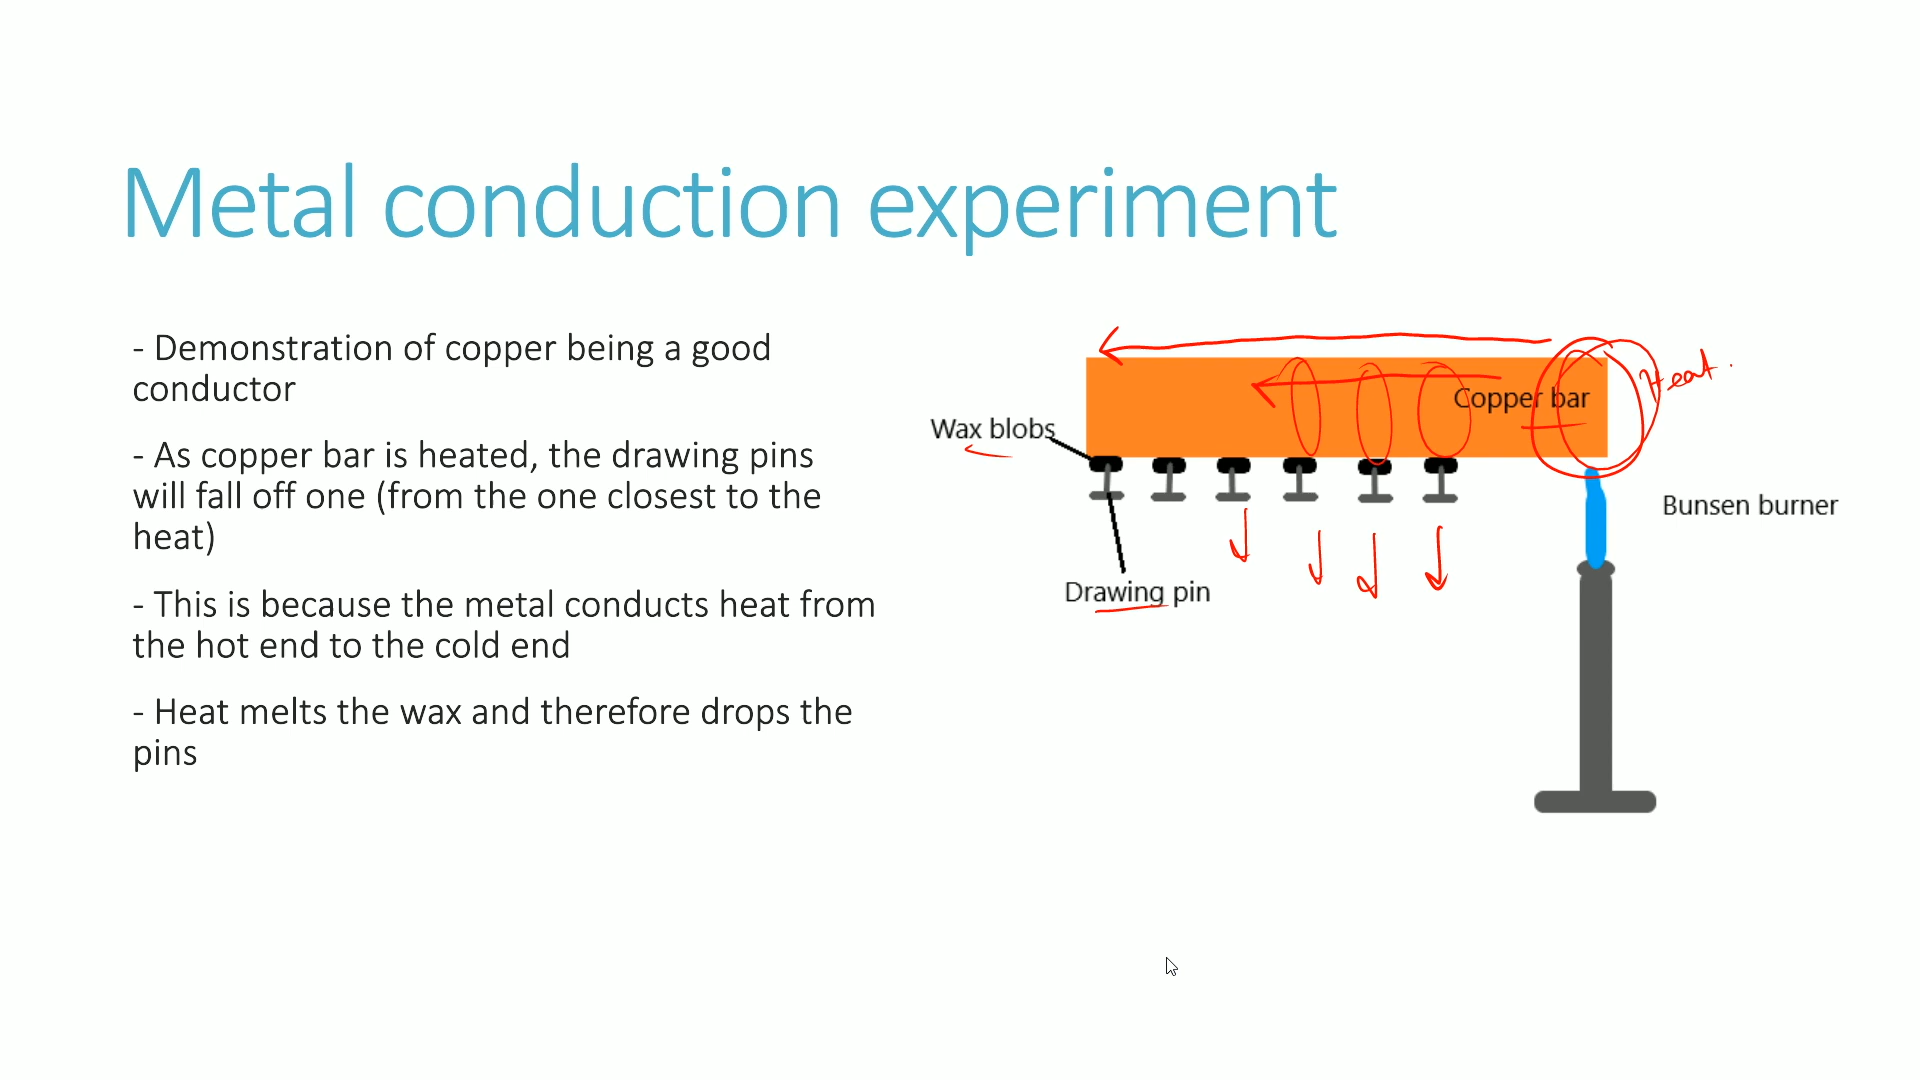 Metal conduction experiment
- Demonstration of copper being a good
conductor
- As copper bar is heated, the drawing pins
will fall off one (from the one closest to the
heat)
- This is because the metal conducts heat from
the hot end to the cold end
- Heat melts the wax and therefore drops the
pins
Heat.
Copper bar
Wax blobs
Bunsen burner
Drawing pin